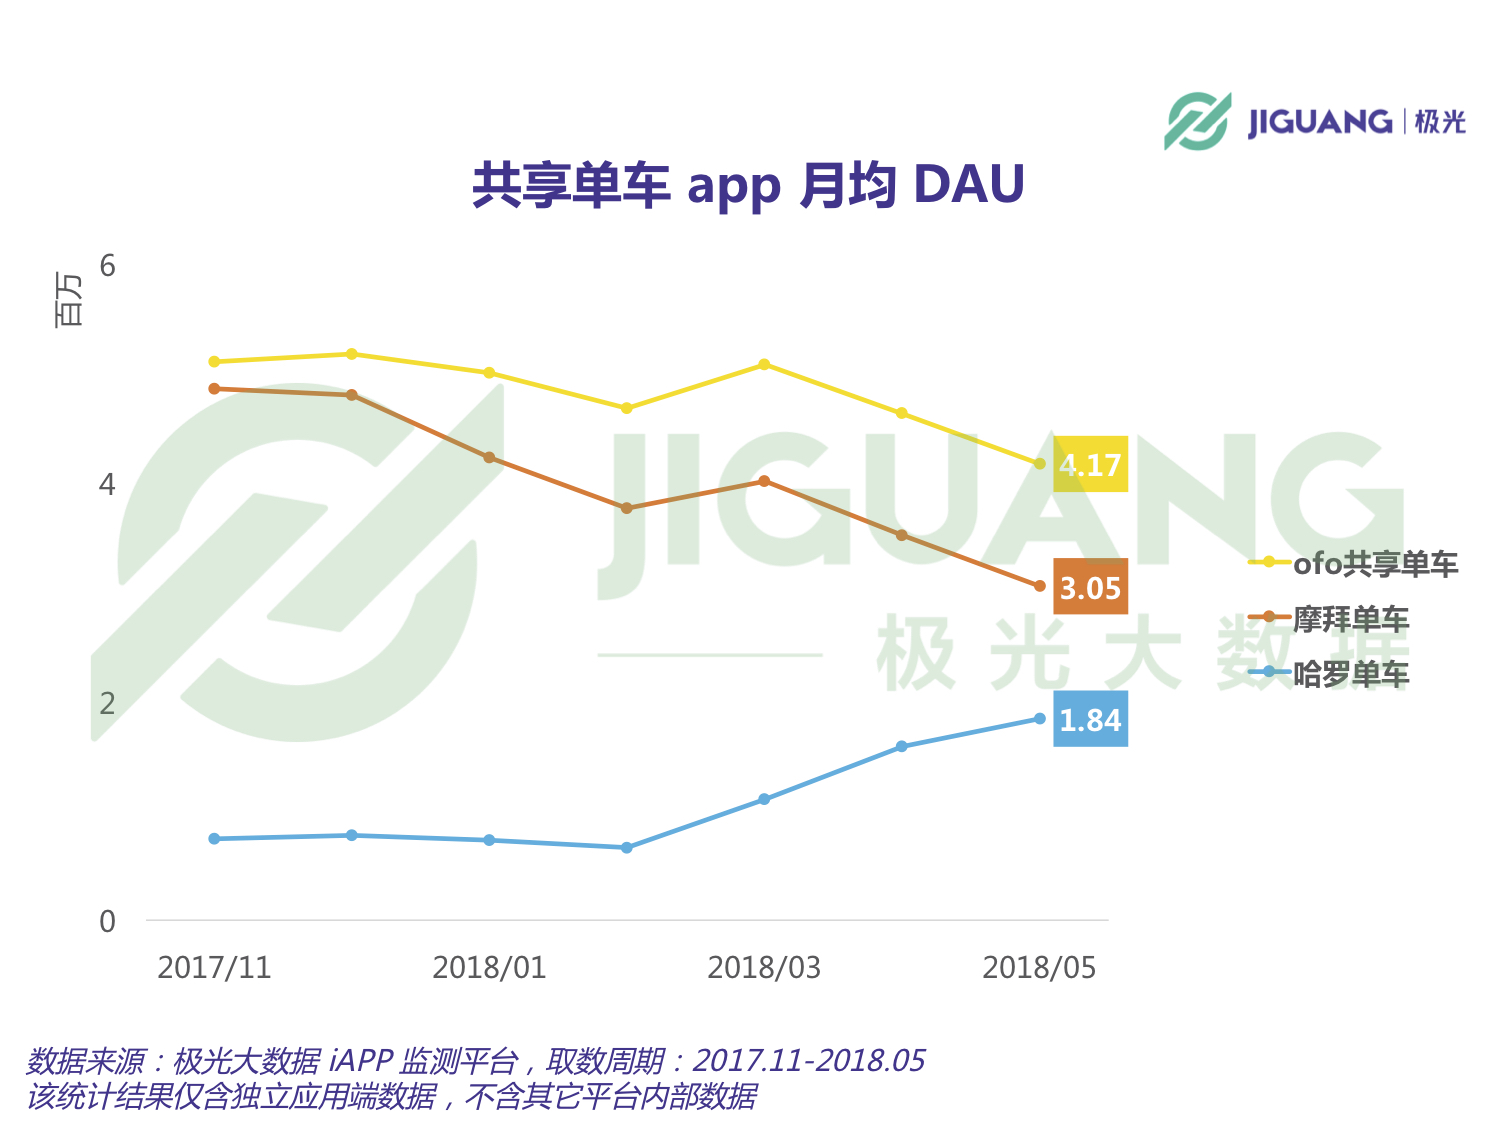 JIGUANG | 极光
共享单车 app 月均 DAU
百万
6
4
2
0
JIGUANG
极光大数据
4.17
3.05
1.84
ofo共享单车
摩拜单车
哈罗单车
2017/11 2018/01 2018/03 2018/05
数据来源：极光大数据 iAPP 监测平台，取数周期：2017.11-2018.05
该统计结果仅含独立应用端数据，不含其它平台内部数据